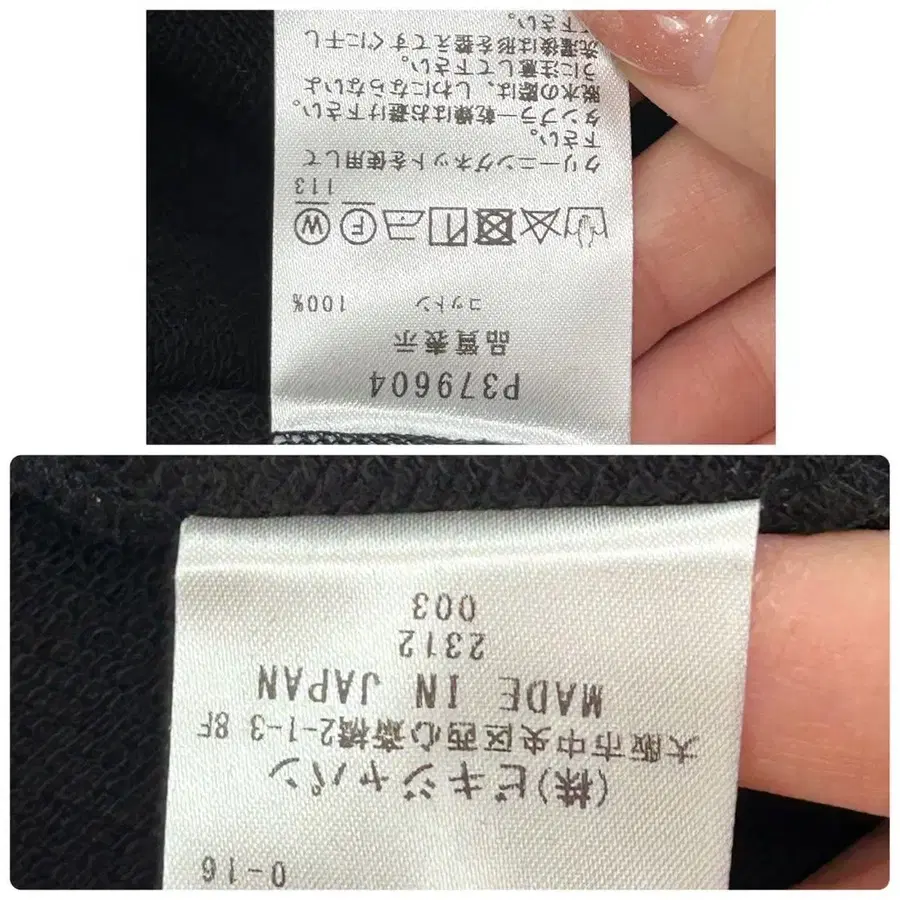 P379604
品質表示
コットン 100%
F W
113
クリーニングネットを使用して
下さい。
タンブラー乾燥はお避け下さい。
脱水の際は、しわにならないよ
うに注意して下さい。
洗濯後は形を整えてすぐに干し
て下さい。
0-16
(株)ビキジャパン
大阪市中央区西心斎橋2-1-3 8F
MADE IN JAPAN
2312
003